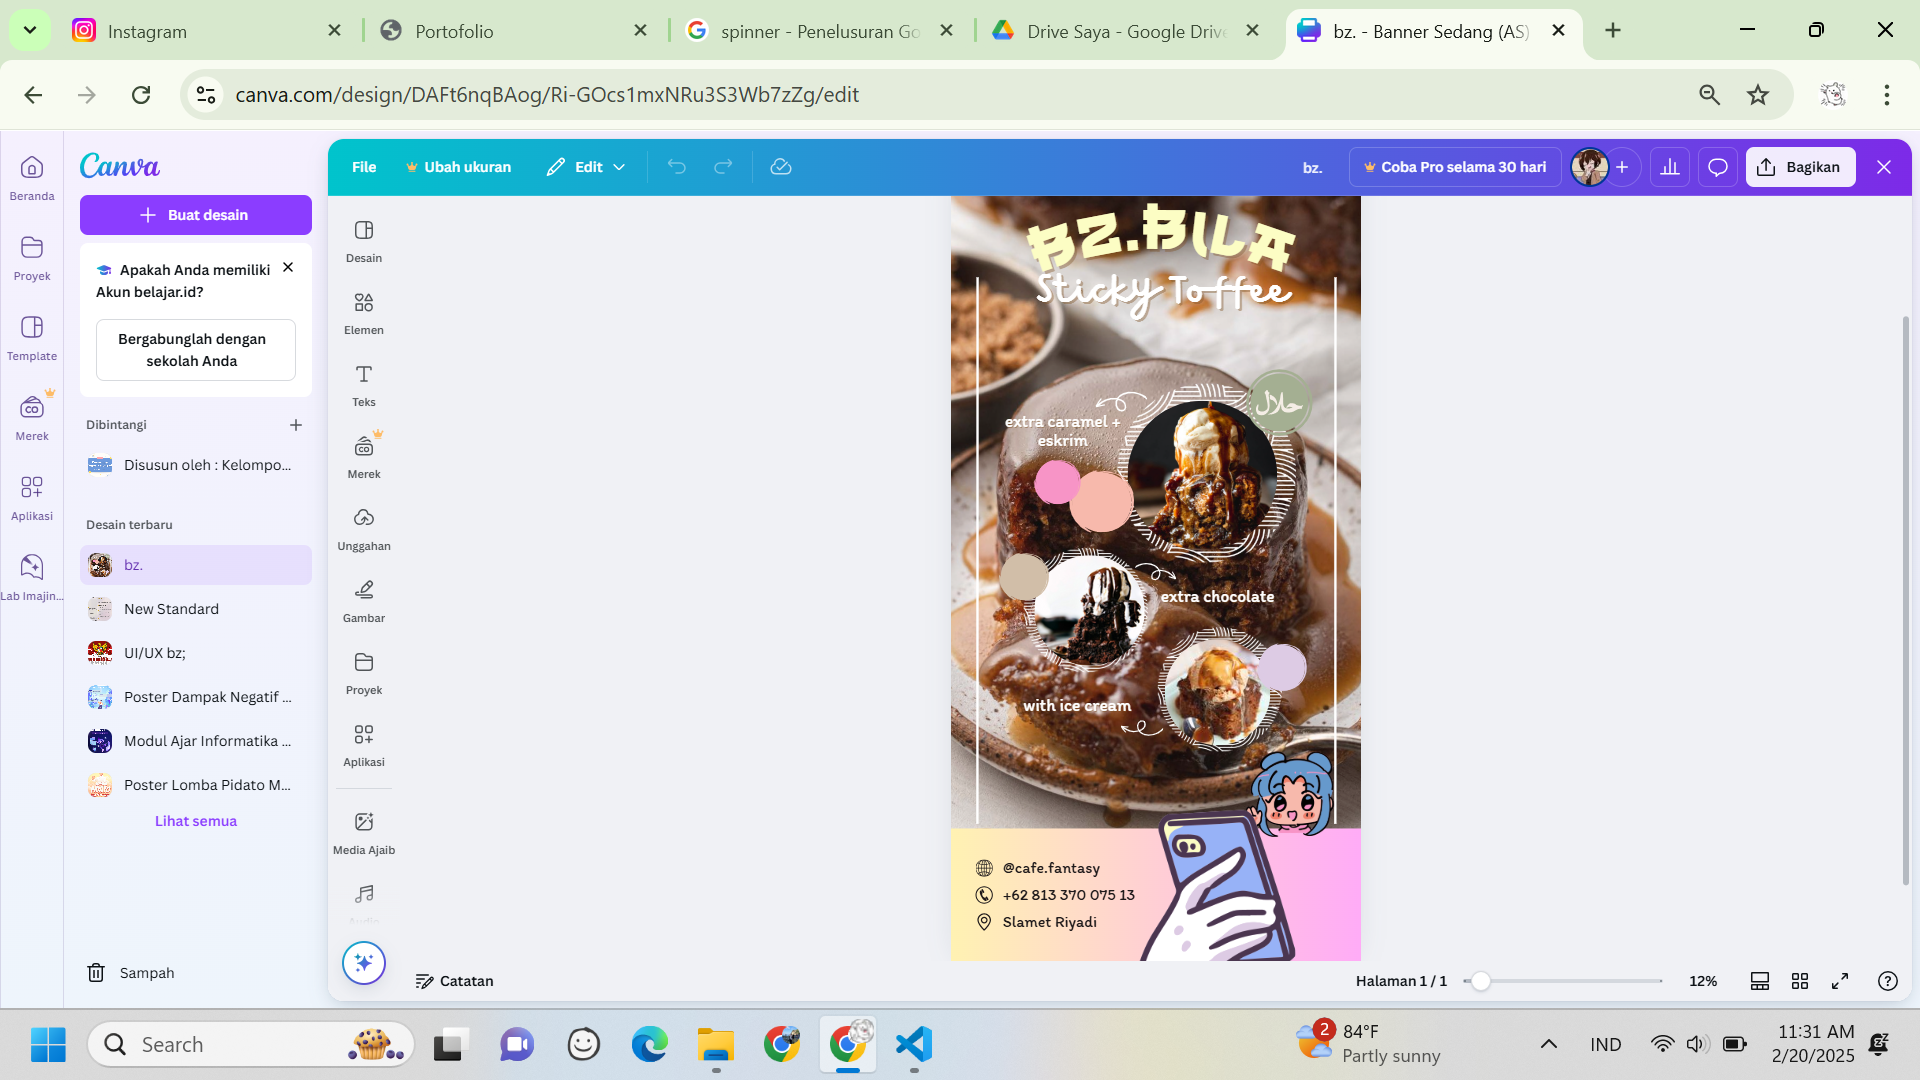 Instagram
Portofolio
spinner - Penelusuran Go
Drive Saya - Google Drive
bz. - Banner Sedang (AS)
canva.com/design/DAFt6nqBAog/Ri-GOcs1mxNRu3S3Wb7zZg/edit
Beranda
Proyek
Template
Merek
Aplikasi
Lab Imajin...
Canva
Buat desain
Apakah Anda memiliki
Akun belajar.id?
Bergabunglah dengan
sekolah Anda
Dibintangi
Disusun oleh : Kelompo...
Desain terbaru
bz.
New Standard
UI/UX bz;
Poster Dampak Negatif ...
Modul Ajar Informatika ...
Poster Lomba Pidato M...
Lihat semua
Sampah
File
Ubah ukuran
Edit
bz.
Coba Pro selama 30 hari
Bagikan
Desain
Elemen
Teks
Merek
Unggahan
Gambar
Proyek
Aplikasi
Media Ajaib
Audio
BZ.BILA
Sticky Toffee
حلال
extra caramel +
eskrim
extra chocolate
with ice cream
@cafe.fantasy
+62 813 370 075 13
Slamet Riyadi
Catatan
Halaman 1 / 1
12%
Search
2
84°F
Partly sunny
IND
11:31 AM
2/20/2025